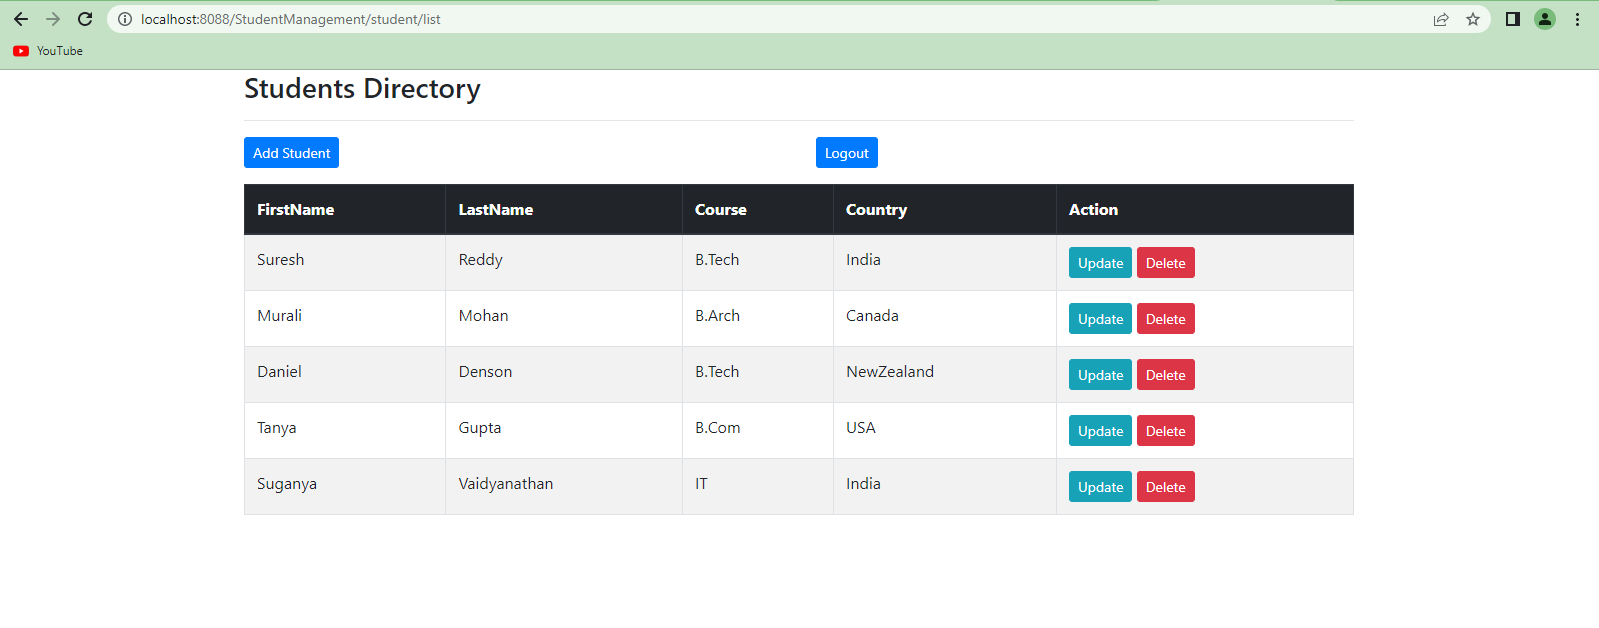 localhost:8088/StudentManagement/student/list
YouTube
Students Directory
Add Student Logout
FirstName LastName Course Country Action
Suresh Reddy B.Tech India Update Delete
Murali Mohan B.Arch Canada Update Delete
Daniel Denson B.Tech NewZealand Update Delete
Tanya Gupta B.Com USA Update Delete
Suganya Vaidyanathan IT India Update Delete